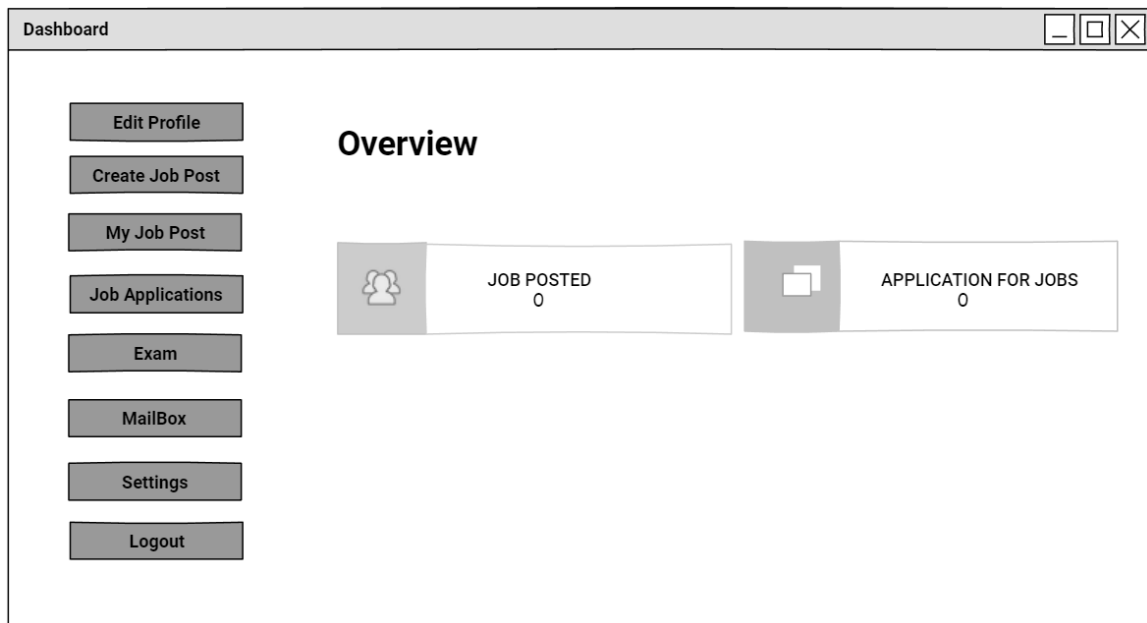 Dashboard
Edit Profile
Create Job Post
My Job Post
Job Applications
Exam
MailBox
Settings
Logout
Overview
JOB POSTED
0
APPLICATION FOR JOBS
0